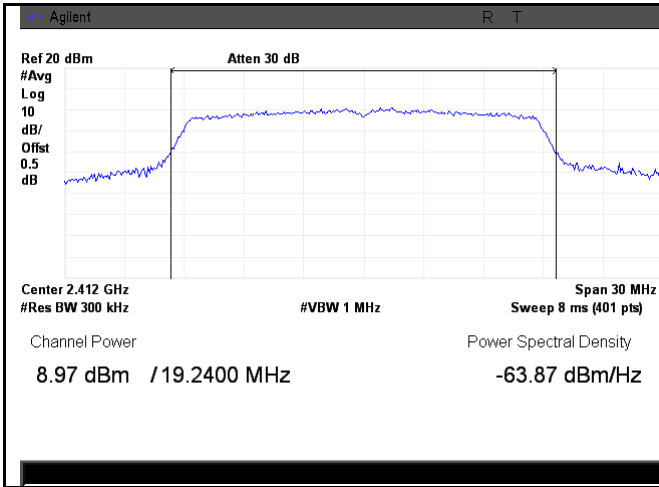 Agilent R T
Ref 20 dBm Atten 30 dB
#Avg
Log
10
dB/
Offst
0.5
dB
Center 2.412 GHz Span 30 MHz
#Res BW 300 kHz #VBW 1 MHz Sweep 8 ms (401 pts)
Channel Power Power Spectral Density
8.97 dBm / 19.2400 MHz -63.87 dBm/Hz